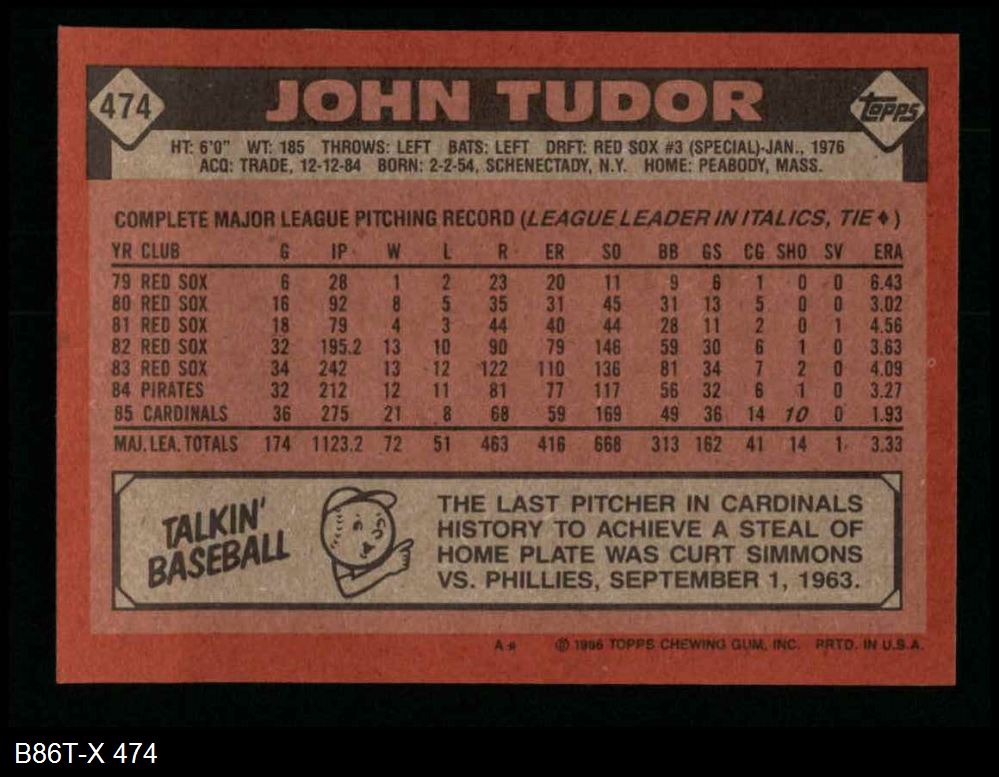 474
JOHN TUDOR
Topps
HT: 6'0" WT: 185 THROWS: LEFT BATS: LEFT DRFT: RED SOX #3 (SPECIAL)-JAN., 1976
ACQ: TRADE, 12-12-84 BORN: 2-2-54, SCHENECTADY, N.Y. HOME: PEABODY, MASS.
COMPLETE MAJOR LEAGUE PITCHING RECORD (LEAGUE LEADER IN ITALICS, TIE ♦)
YR CLUB G IP W L R ER SO BB GS CG SHO SV ERA
79 RED SOX 6 28 1 2 23 20 11 9 6 1 0 0 6.43
80 RED SOX 16 92 8 5 35 31 45 31 13 5 0 0 3.02
81 RED SOX 18 79 4 3 44 40 44 28 11 2 0 1 4.56
82 RED SOX 32 195.2 13 10 90 79 146 59 30 6 1 0 3.63
83 RED SOX 34 242 13 12 122 110 136 81 34 7 2 0 4.09
84 PIRATES 32 212 12 11 81 77 117 56 32 6 1 0 3.27
85 CARDINALS 36 275 21 8 68 59 169 49 36 14 10 0 1.93
MAJ. LEA. TOTALS 174 1123.2 72 51 463 416 668 313 162 41 14 1 3.33
TALKIN'
BASEBALL
THE LAST PITCHER IN CARDINALS
HISTORY TO ACHIEVE A STEAL OF
HOME PLATE WAS CURT SIMMONS
VS. PHILLIES, SEPTEMBER 1, 1963.
A* © 1986 TOPPS CHEWING GUM, INC. PRTD. IN U.S.A.
B86T-X 474